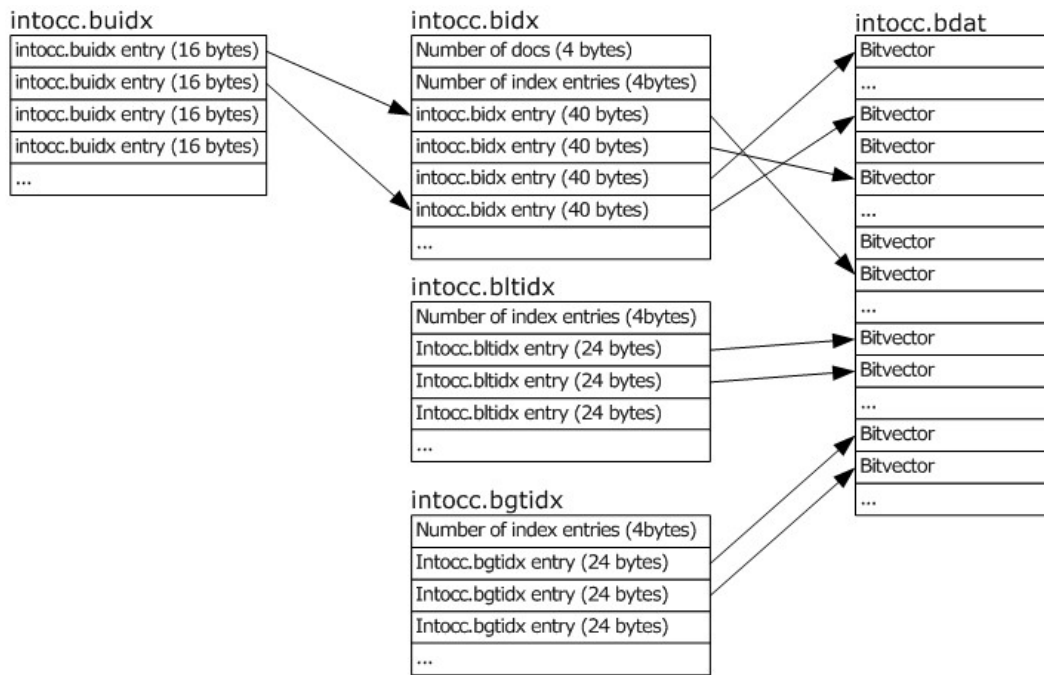 intocc.buidx
intocc.buidx entry (16 bytes)
intocc.buidx entry (16 bytes)
intocc.buidx entry (16 bytes)
intocc.buidx entry (16 bytes)
...
intocc.bidx
Number of docs (4 bytes)
Number of index entries (4bytes)
intocc.bidx entry (40 bytes)
intocc.bidx entry (40 bytes)
intocc.bidx entry (40 bytes)
intocc.bidx entry (40 bytes)
...
intocc.bltidx
Number of index entries (4bytes)
Intocc.bltidx entry (24 bytes)
Intocc.bltidx entry (24 bytes)
Intocc.bltidx entry (24 bytes)
...
intocc.bgtidx
Number of index entries (4bytes)
Intocc.bgtidx entry (24 bytes)
Intocc.bgtidx entry (24 bytes)
Intocc.bgtidx entry (24 bytes)
...
intocc.bdat
Bitvector
...
Bitvector
Bitvector
Bitvector
...
Bitvector
Bitvector
...
Bitvector
Bitvector
...
Bitvector
Bitvector
...